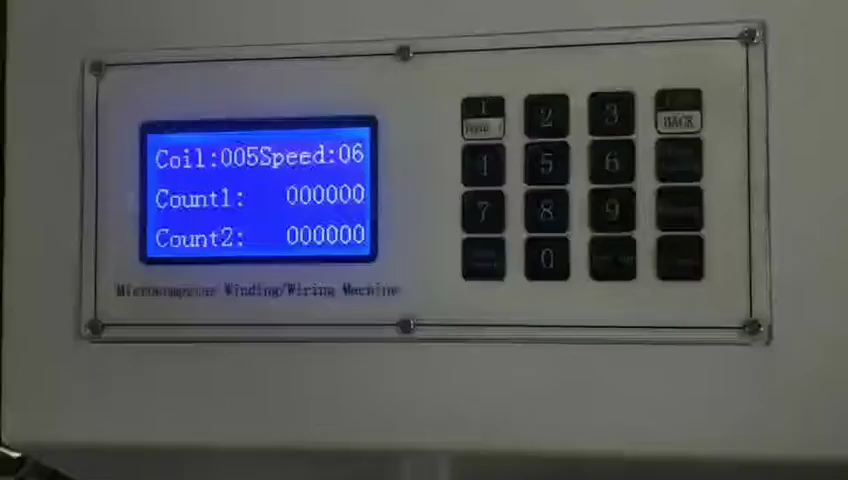 Coil:005Speed:06
Count1: 000000
Count2: 000000
Microcomputer Winding/Wiring Machine
1 2 3
BACK
4 5 6
7 8 9
0